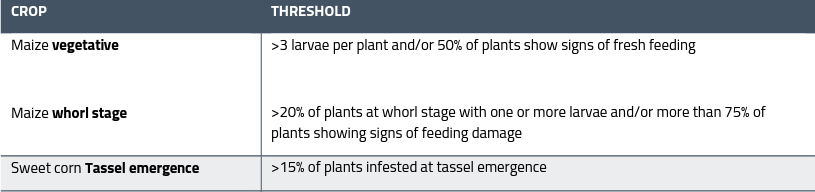 CROP THRESHOLD
Maize vegetative >3 larvae per plant and/or 50% of plants show signs of fresh feeding
Maize whorl stage >20% of plants at whorl stage with one or more larvae and/or more than 75% of
plants showing signs of feeding damage
Sweet corn Tassel emergence >15% of plants infested at tassel emergence